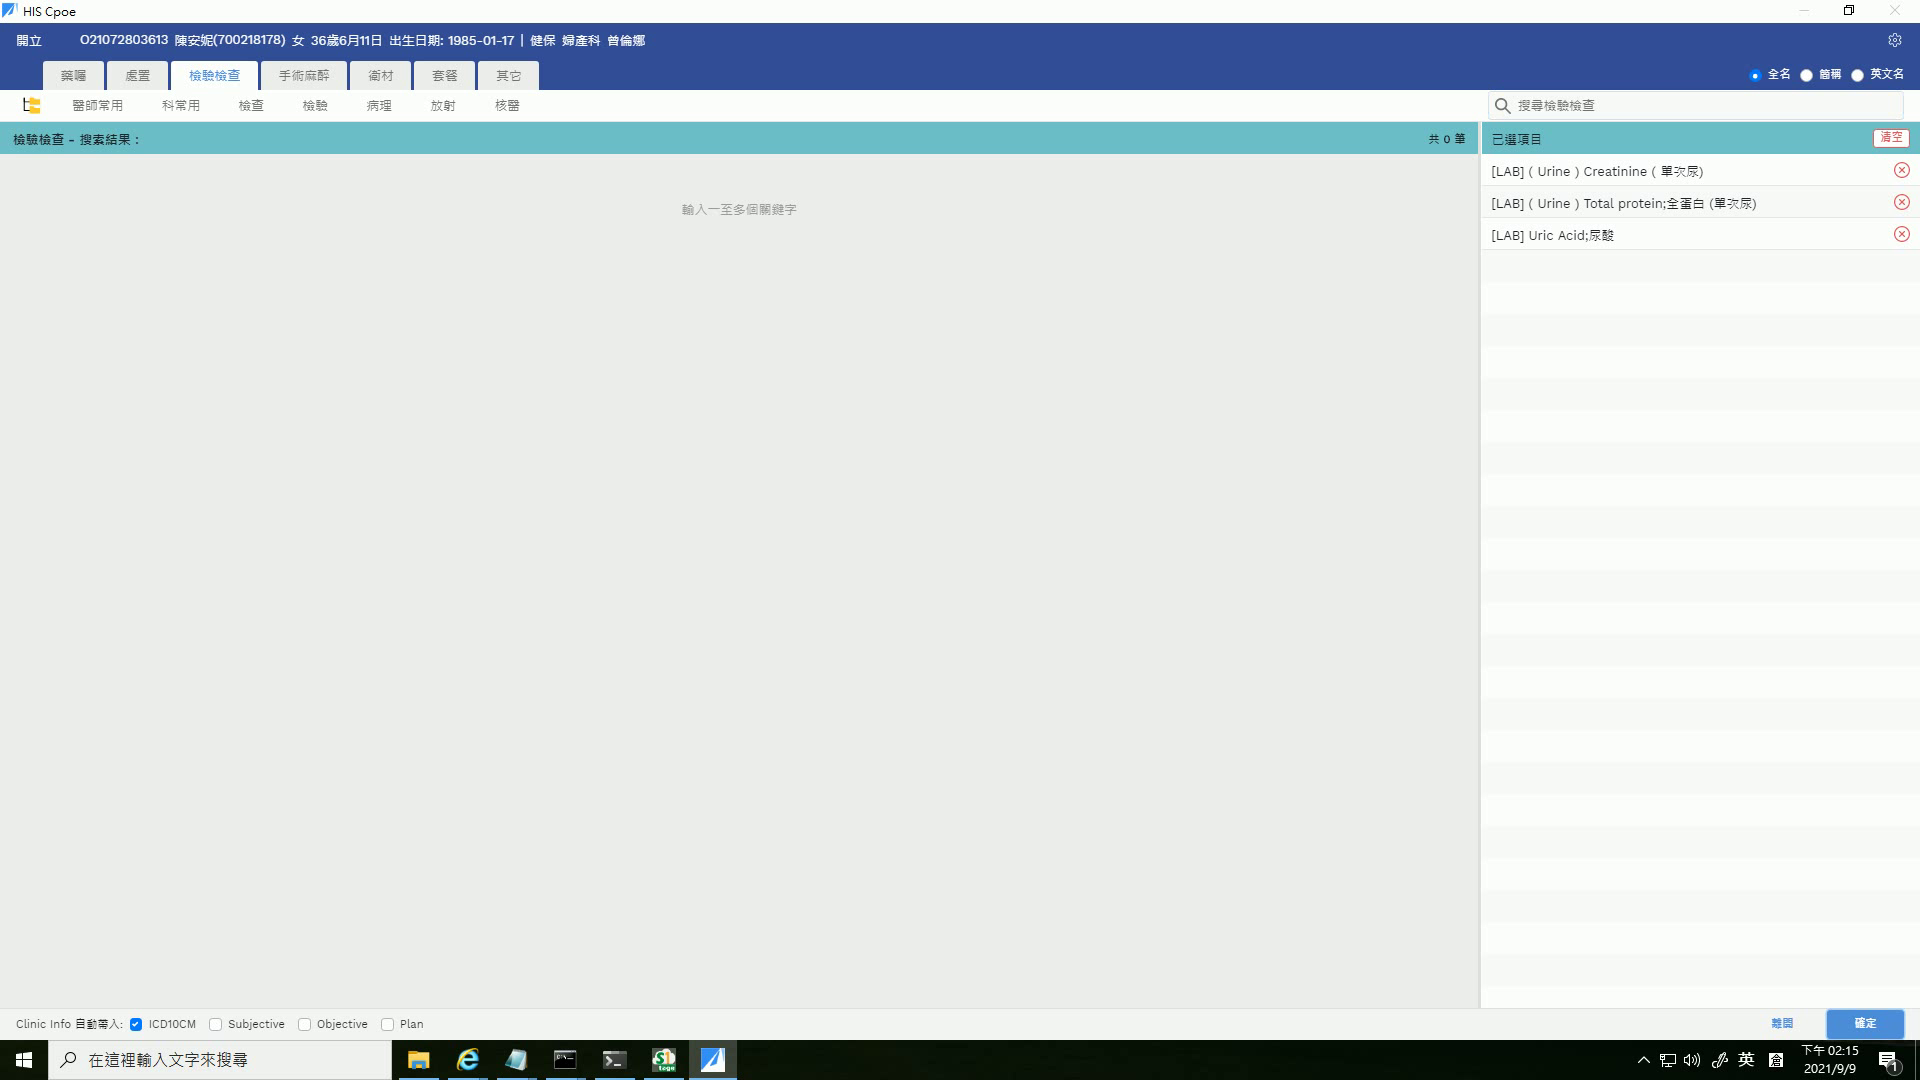 HIS Cpoe
開立 O21072803613 陳安妮(700218178) 女 36歲6月11日 出生日期: 1985-01-17 | 健保 婦產科 曾倫娜
藥囑 處置 檢驗檢查 手術麻醉 衛材 套餐 其它 全名 簡稱 英文名
醫師常用 科常用 檢查 檢驗 病理 放射 核醫 搜尋檢驗檢查
檢驗檢查 - 搜索結果 : 共 0 筆 已選項目 清空
[LAB] ( Urine ) Creatinine ( 單次尿)
[LAB] ( Urine ) Total protein;全蛋白 (單次尿)
輸入一至多個關鍵字
[LAB] Uric Acid;尿酸
Clinic Info 自動帶入: ICD10CM Subjective Objective Plan 離開 確定
在這裡輸入文字來搜尋 英 下午 02:15
2021/9/9 1